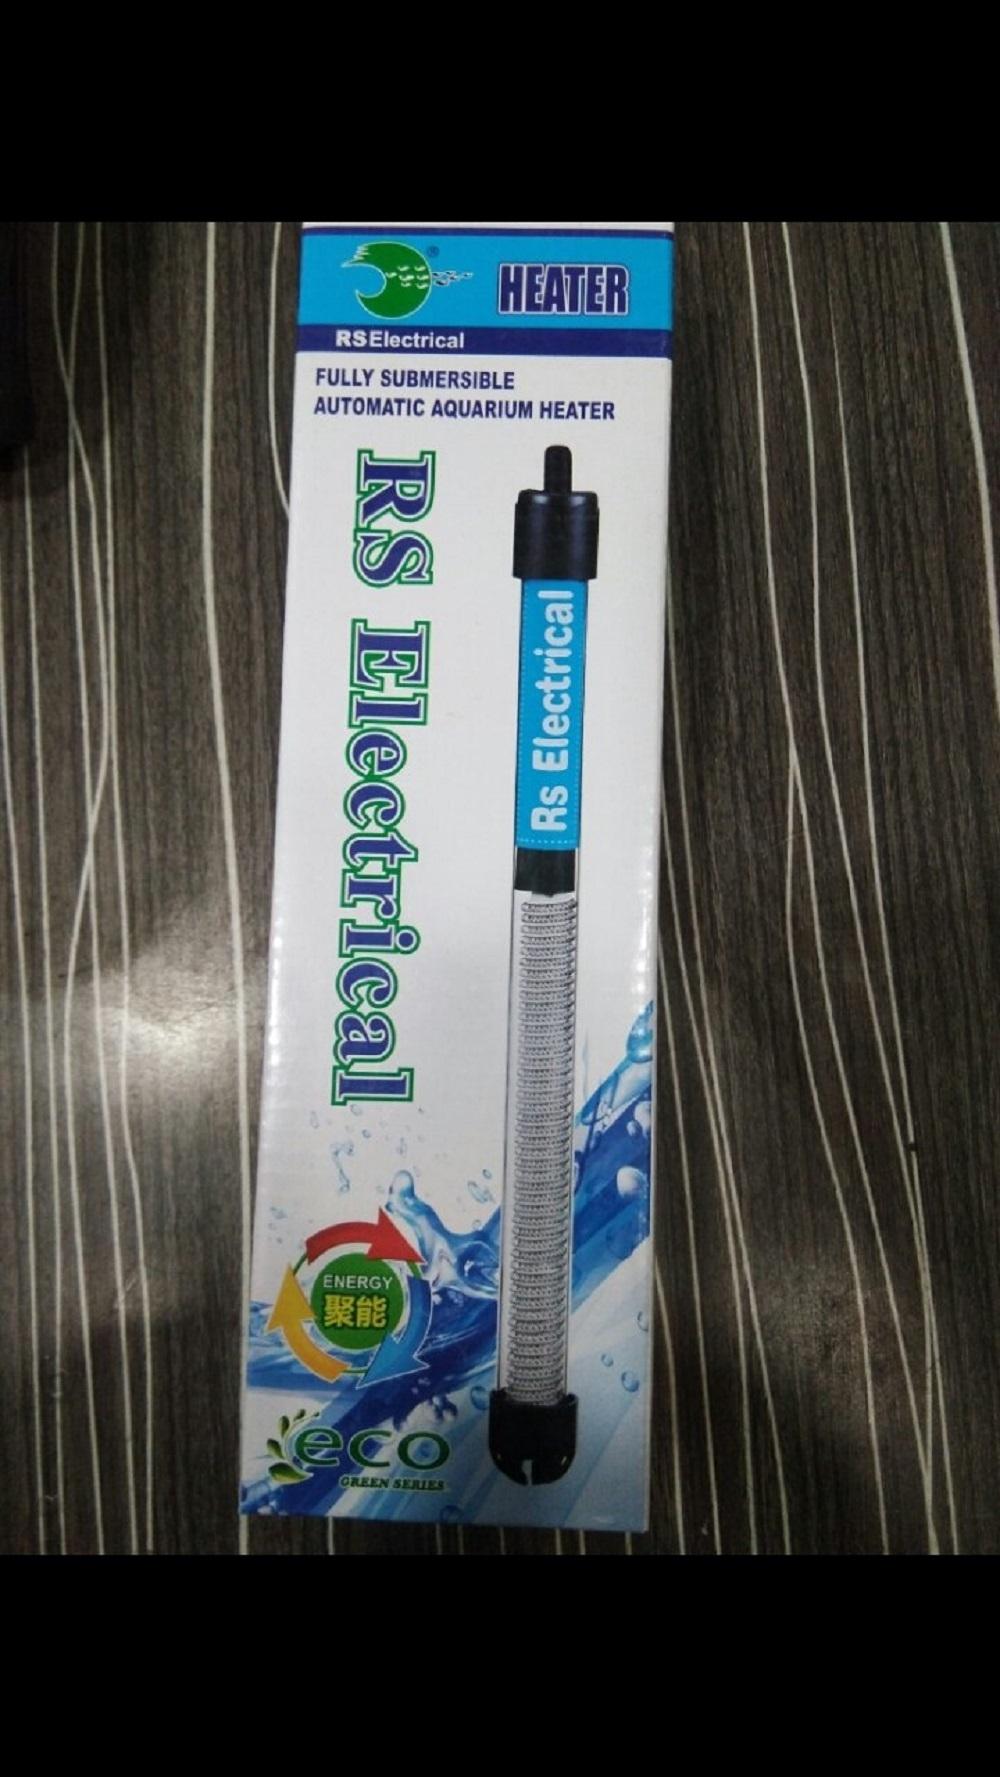 ®
HEATER
RSElectrical
FULLY SUBMERSIBLE
AUTOMATIC AQUARIUM HEATER
RS Electrical
Rs Electrical
ENERGY
聚能
eco
GREEN SERIES